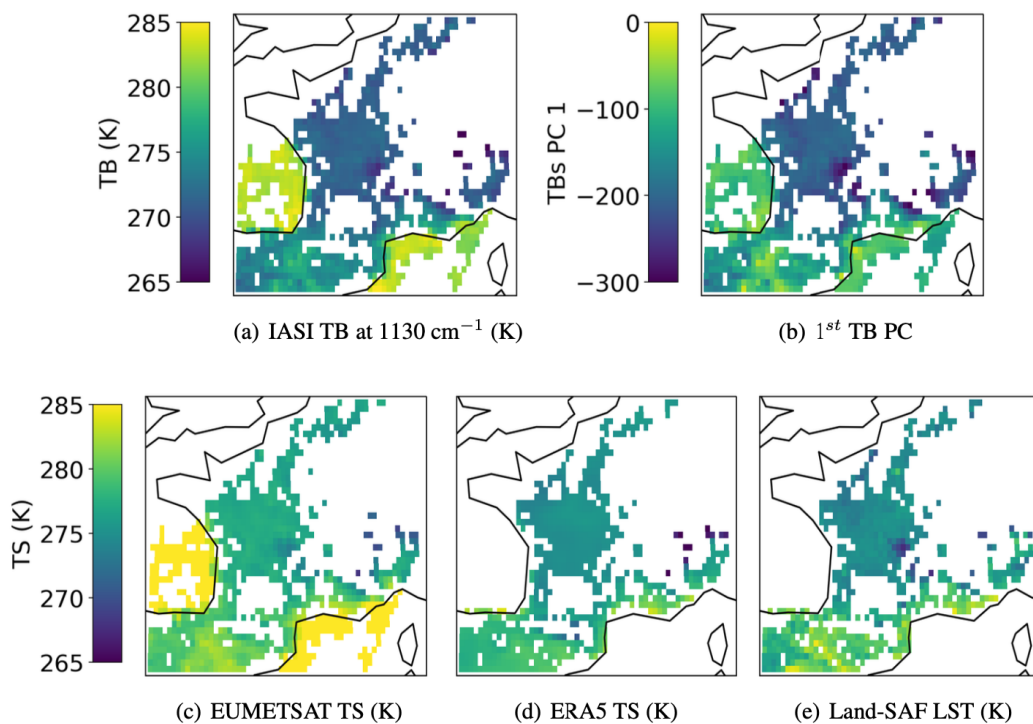 285
280
275
270
265
TB (K)
0
−100
−200
−300
TBs PC 1
(a) IASI TB at 1130 cm⁻¹ (K)
(b) 1ˢᵗ TB PC
285
280
275
270
265
TS (K)
(c) EUMETSAT TS (K)
(d) ERA5 TS (K)
(e) Land-SAF LST (K)